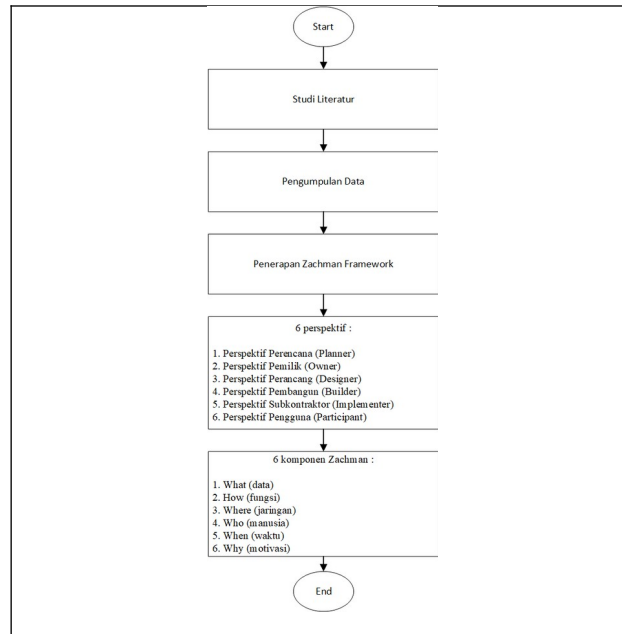 Start
Studi Literatur
Pengumpulan Data
Penerapan Zachman Framework
6 perspektif :
1. Perspektif Perencana (Planner)
2. Perspektif Pemilik (Owner)
3. Perspektif Perancang (Designer)
4. Perspektif Pembangun (Builder)
5. Perspektif Subkontraktor (Implementer)
6. Perspektif Pengguna (Participant)
6 komponen Zachman :
1. What (data)
2. How (fungsi)
3. Where (jaringan)
4. Who (manusia)
5. When (waktu)
6. Why (motivasi)
End